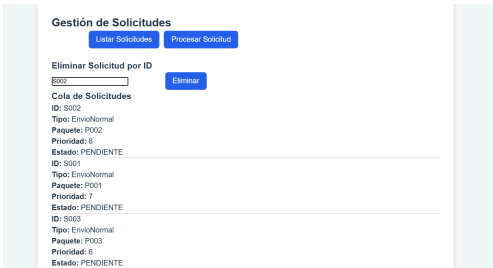 Gestión de Solicitudes
Listar Solicitudes Procesar Solicitud
Eliminar Solicitud por ID
S002 Eliminar
Cola de Solicitudes
ID: S002
Tipo: EnvioNormal
Paquete: P002
Prioridad: 8
Estado: PENDIENTE
ID: S001
Tipo: EnvioNormal
Paquete: P001
Prioridad: 7
Estado: PENDIENTE
ID: S003
Tipo: EnvioNormal
Paquete: P003
Prioridad: 6
Estado: PENDIENTE